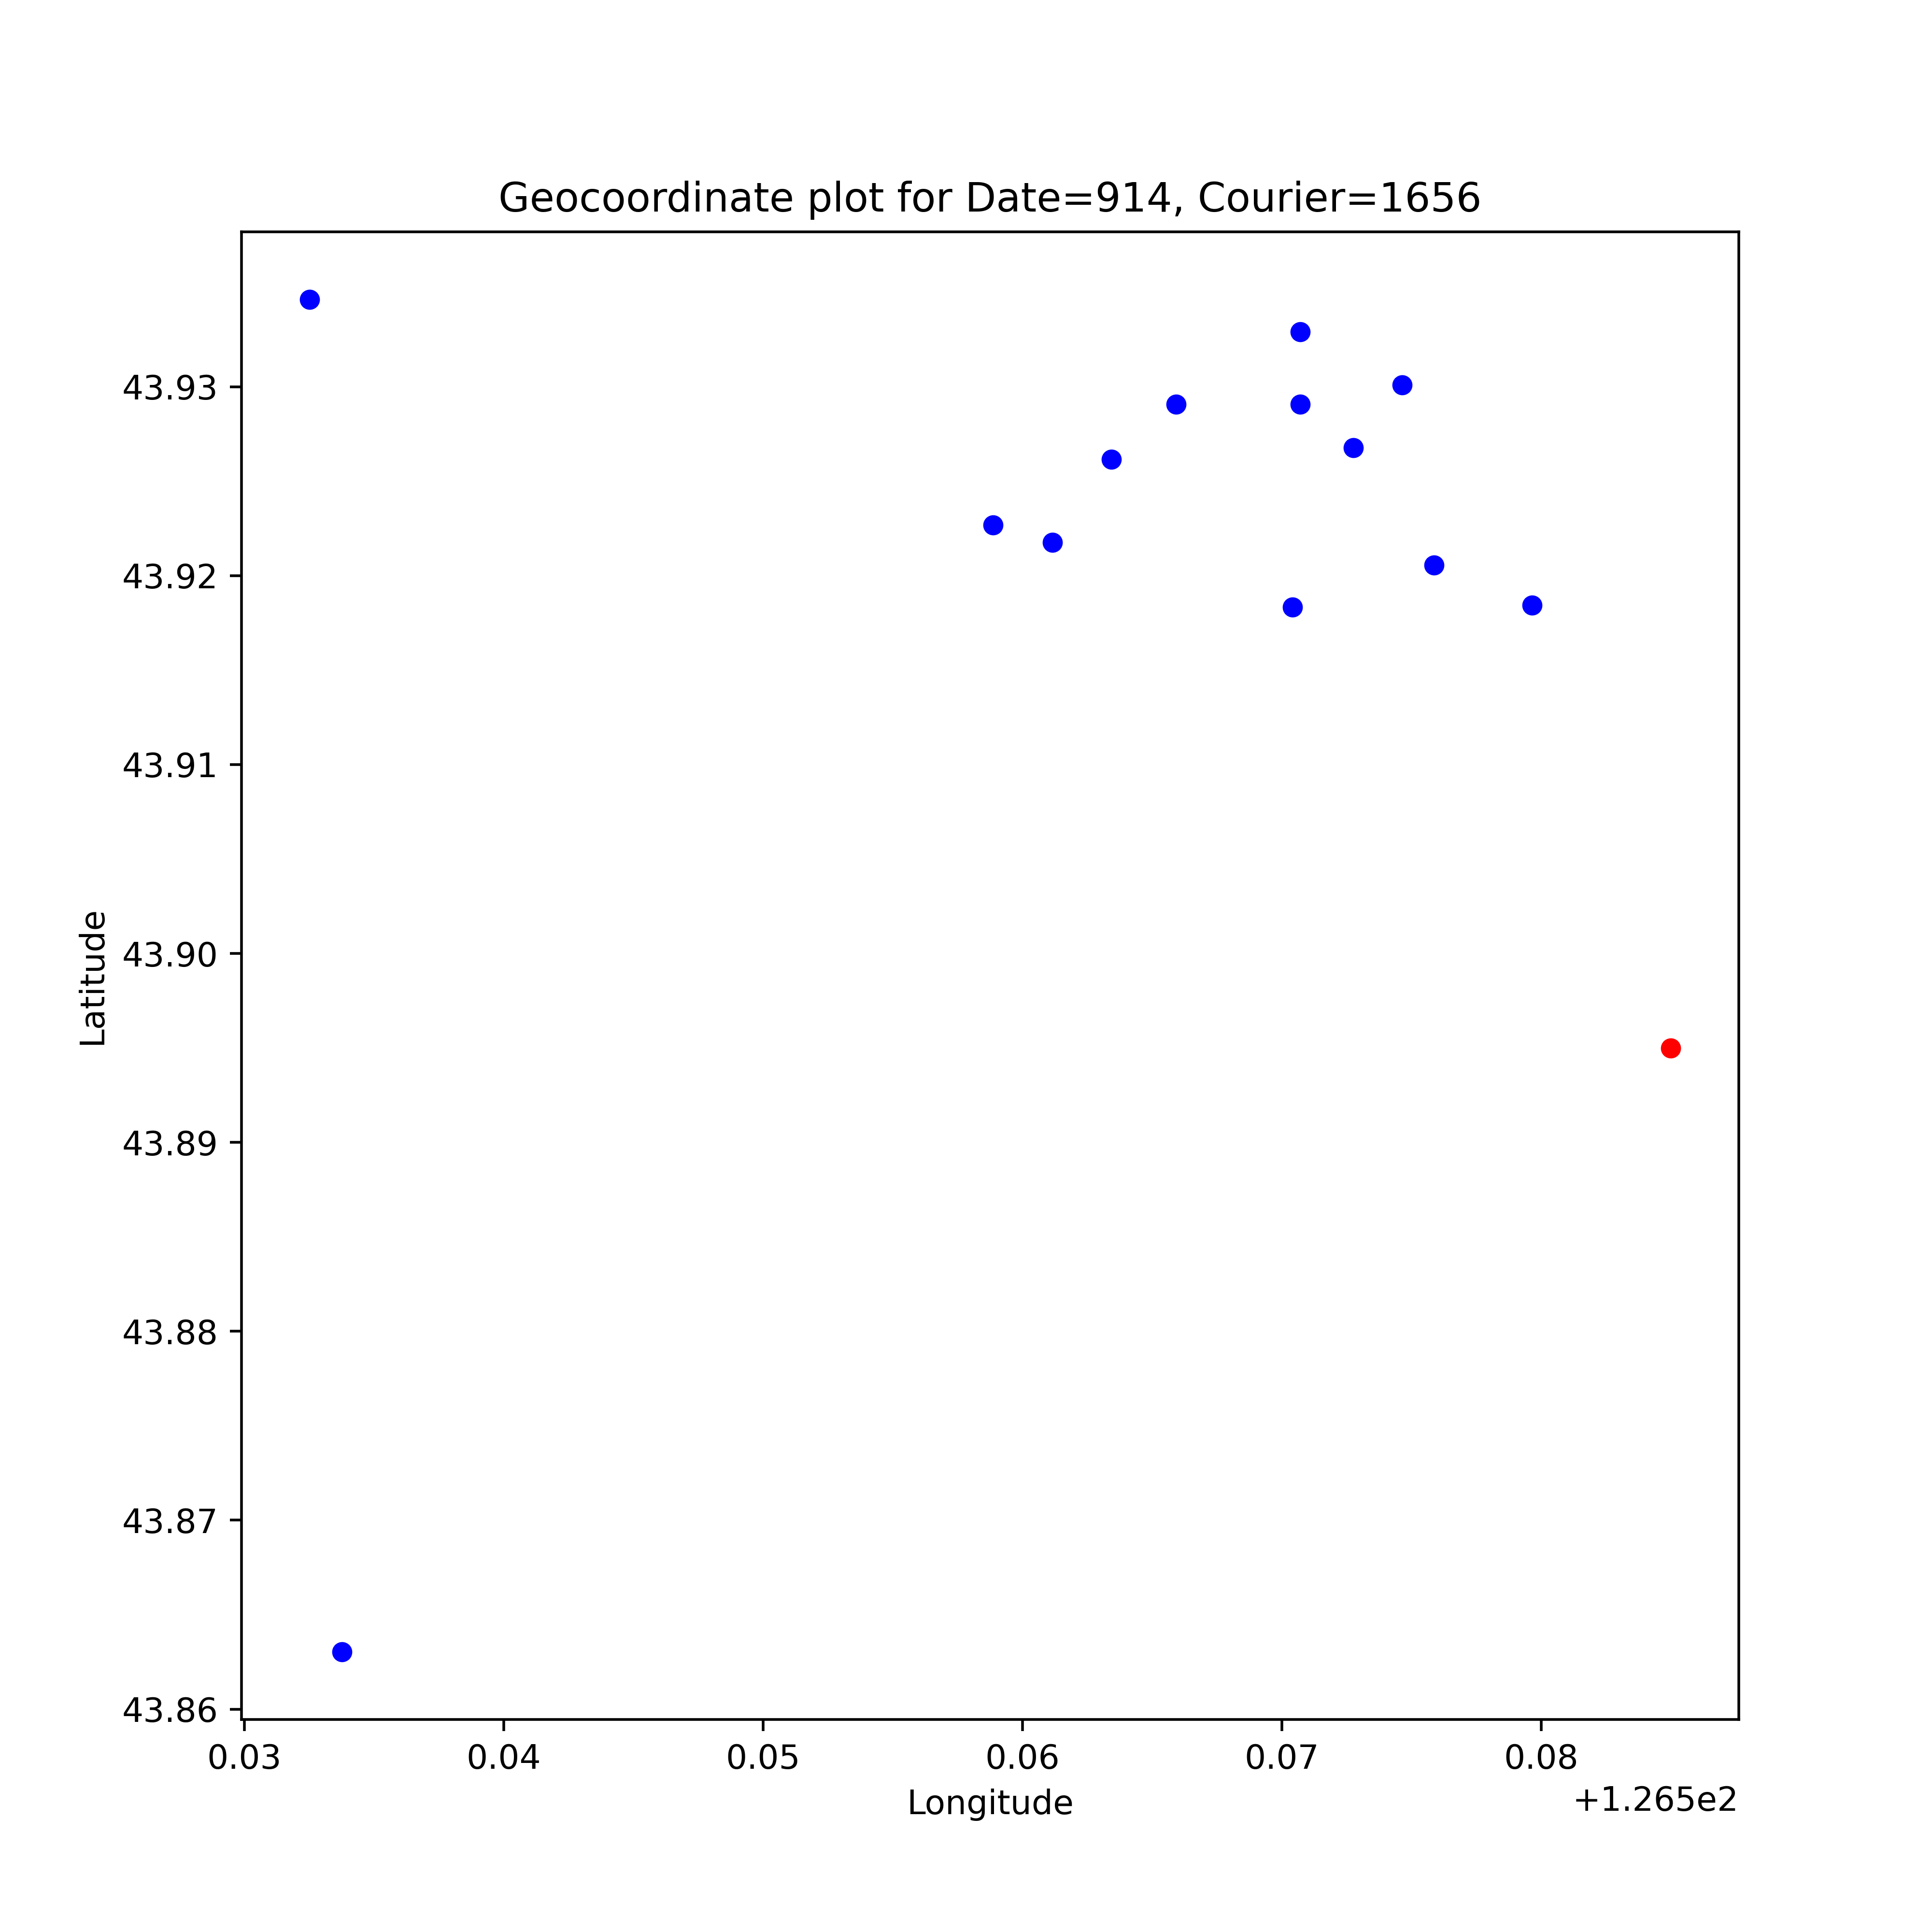 Geocoordinate plot for Date=914, Courier=1656
43.93
43.92
43.91
43.90
43.89
43.88
43.87
43.86
Latitude
0.03 0.04 0.05 0.06 0.07 0.08
+1.265e2
Longitude